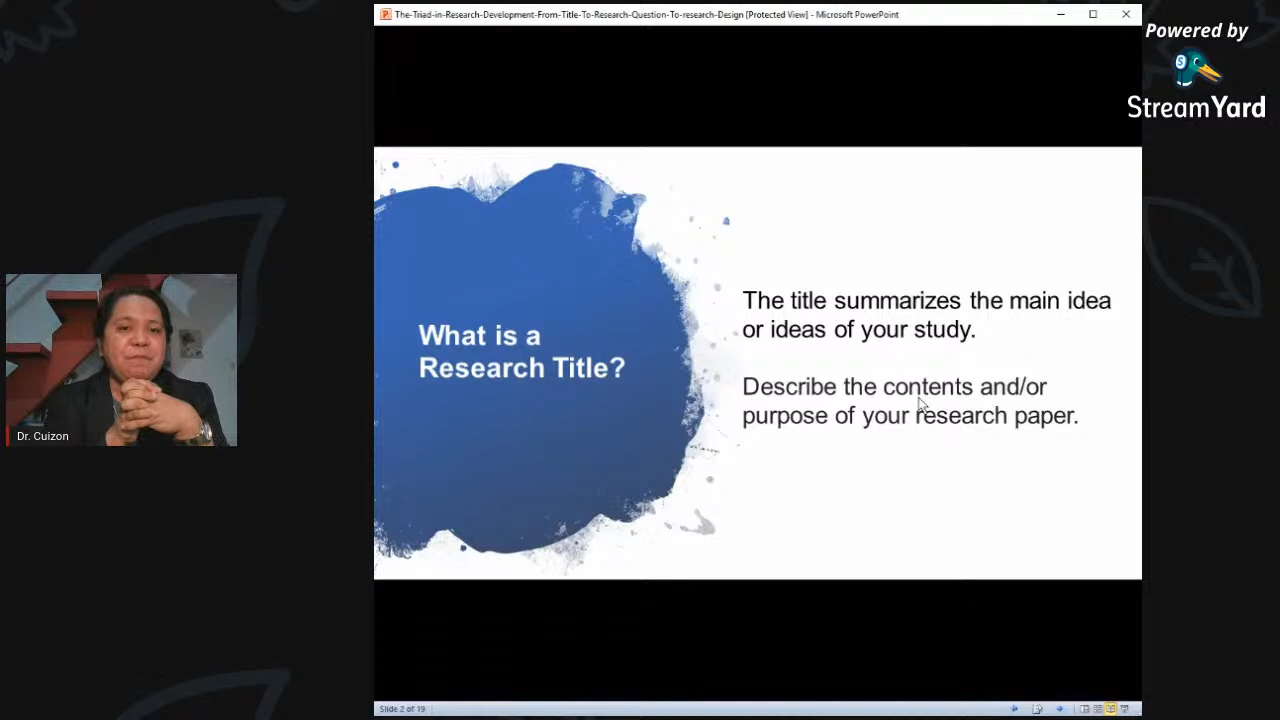 The-Triad-in-Research-Development-From-Title-To-Research-Question-To-research-Design [Protected View] - Microsoft PowerPoint
Powered by
S
StreamYard
What is a
Research Title?
The title summarizes the main idea
or ideas of your study.
Describe the contents and/or
purpose of your research paper.
Dr. Cuizon
Slide 2 of 19